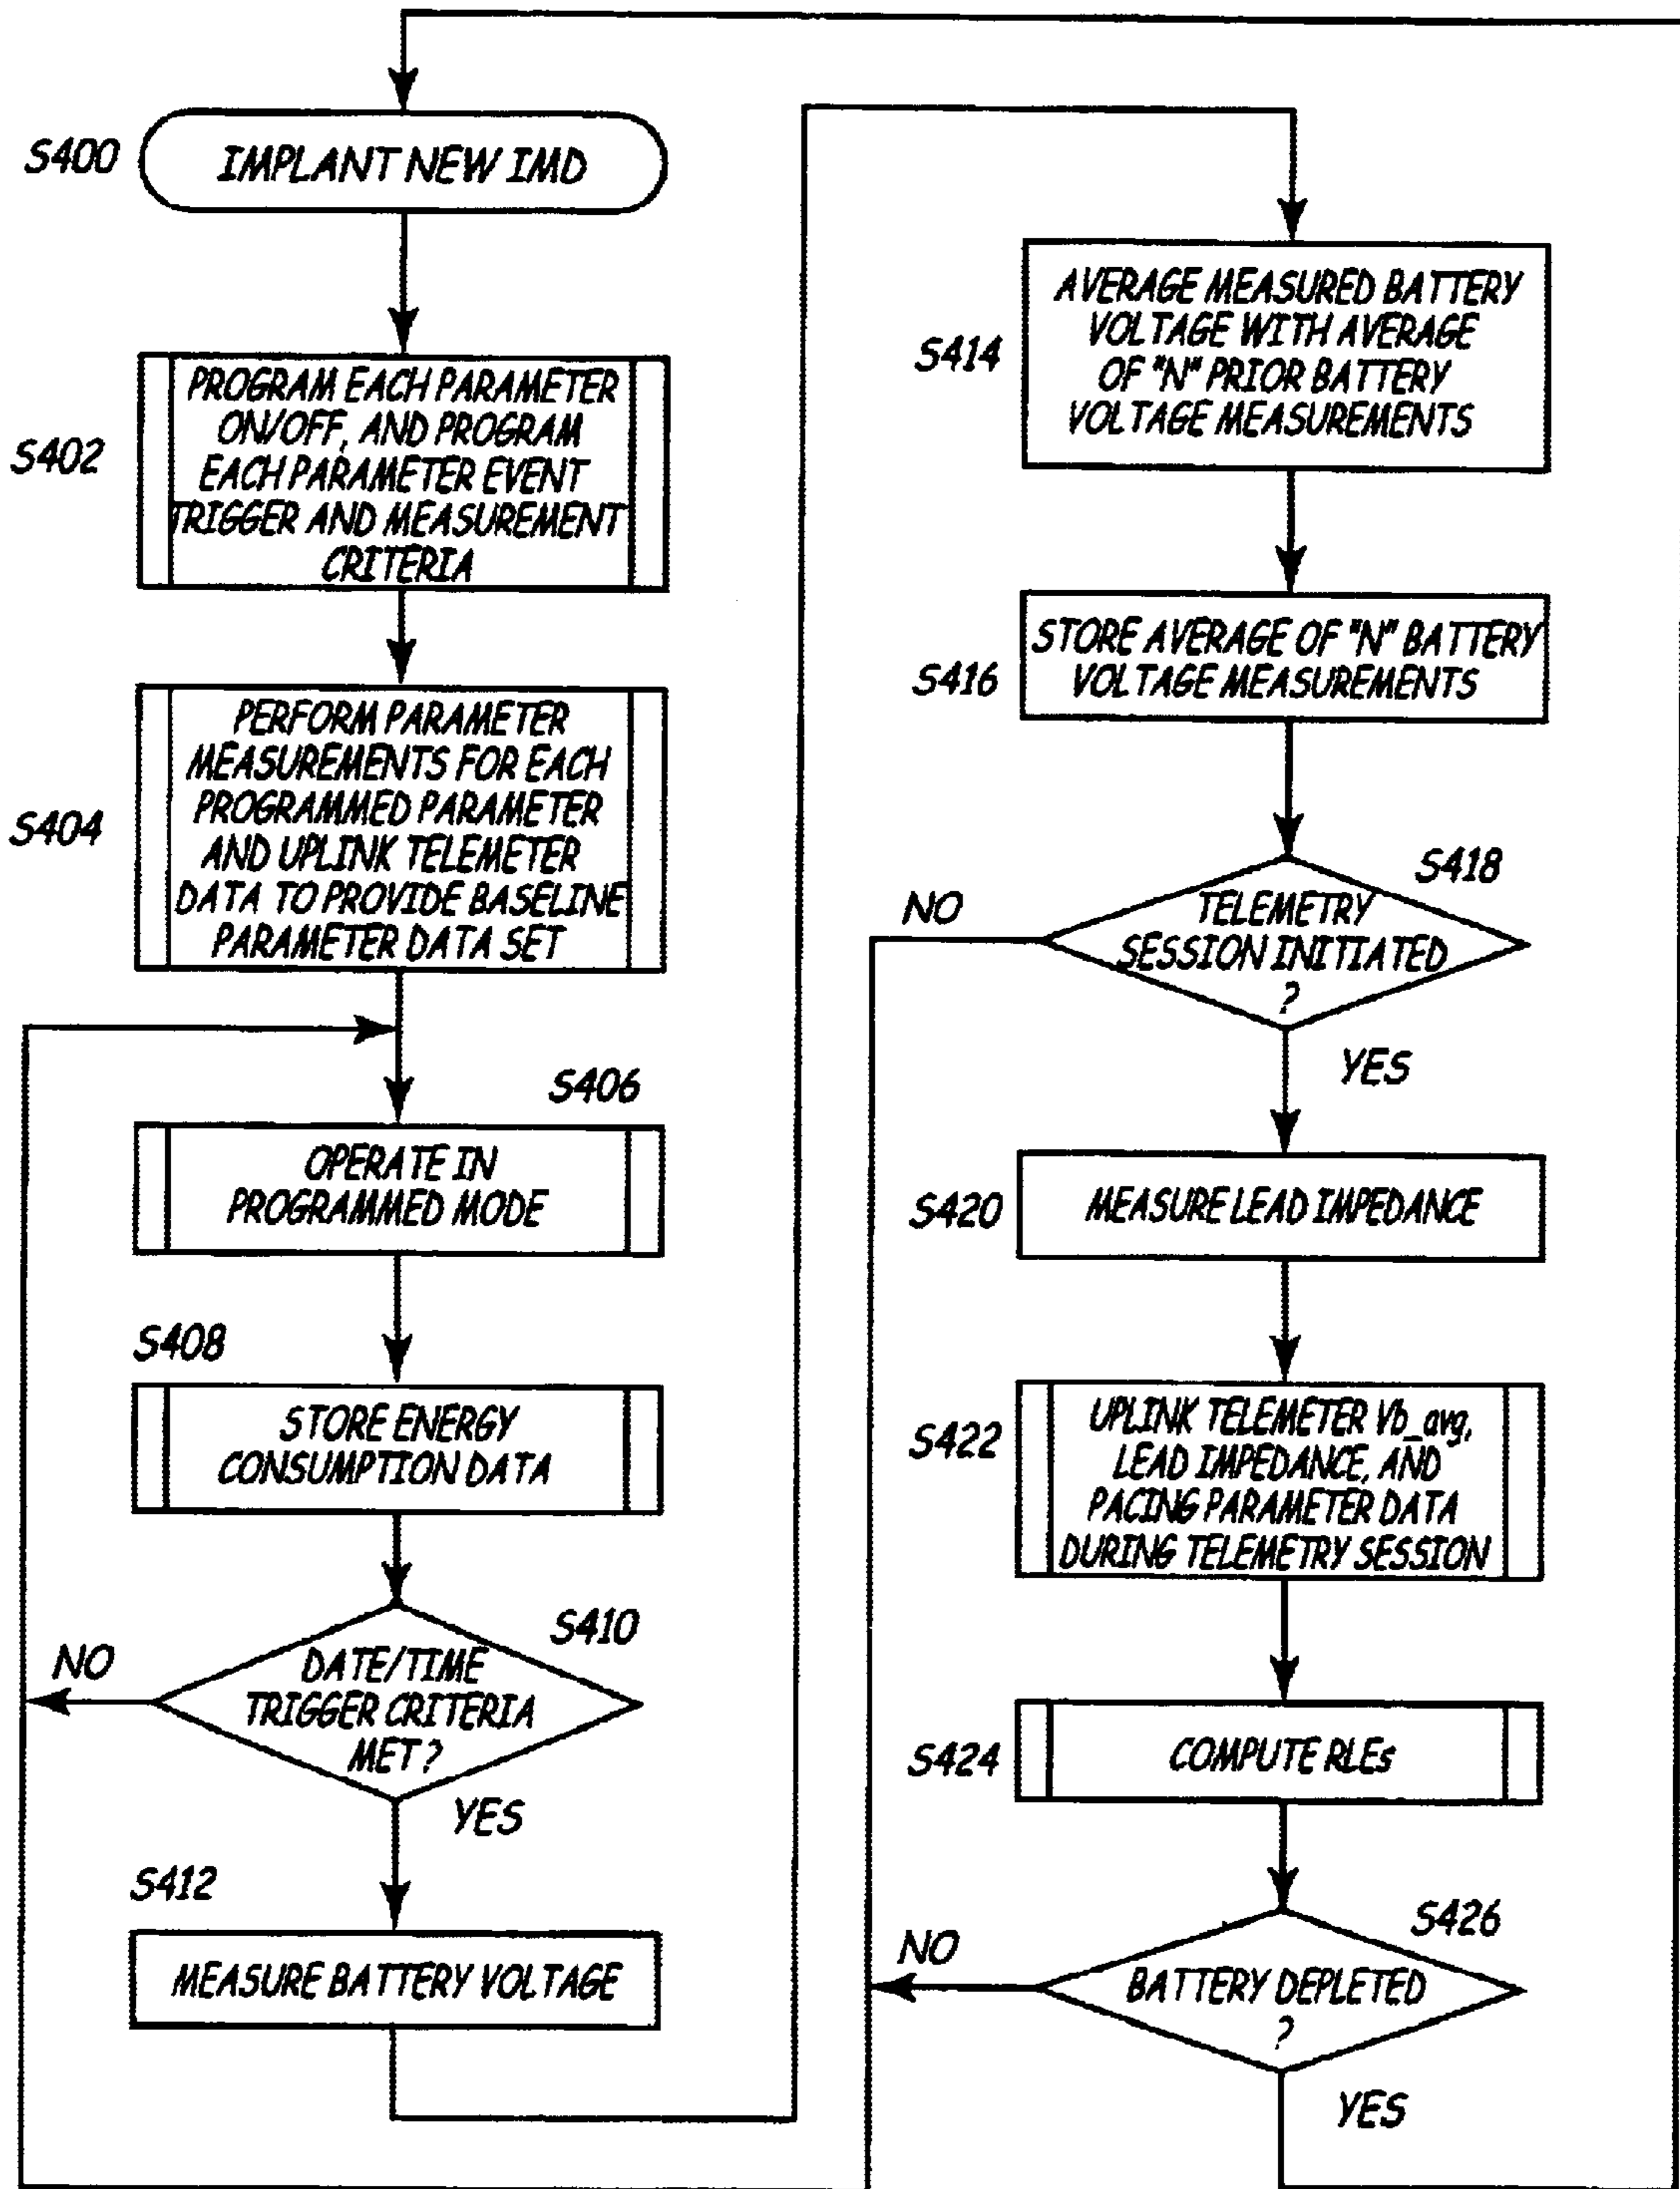 S400
IMPLANT NEW IMD
S402
PROGRAM EACH PARAMETER
ON/OFF, AND PROGRAM
EACH PARAMETER EVENT
TRIGGER AND MEASUREMENT
CRITERIA
S404
PERFORM PARAMETER
MEASUREMENTS FOR EACH
PROGRAMMED PARAMETER
AND UPLINK TELEMETER
DATA TO PROVIDE BASELINE
PARAMETER DATA SET
S406
OPERATE IN
PROGRAMMED MODE
S408
STORE ENERGY
CONSUMPTION DATA
S410
NO
DATE/TIME
TRIGGER CRITERIA
MET?
YES
S412
MEASURE BATTERY VOLTAGE
S414
AVERAGE MEASURED BATTERY
VOLTAGE WITH AVERAGE
OF "N" PRIOR BATTERY
VOLTAGE MEASUREMENTS
S416
STORE AVERAGE OF "N" BATTERY
VOLTAGE MEASUREMENTS
S418
NO
TELEMETRY
SESSION INITIATED
?
YES
S420
MEASURE LEAD IMPEDANCE
S422
UPLINK TELEMETER Vb_avg,
LEAD IMPEDANCE, AND
PACING PARAMETER DATA
DURING TELEMETRY SESSION
S424
COMPUTE RLEs
S426
NO
BATTERY DEPLETED
?
YES